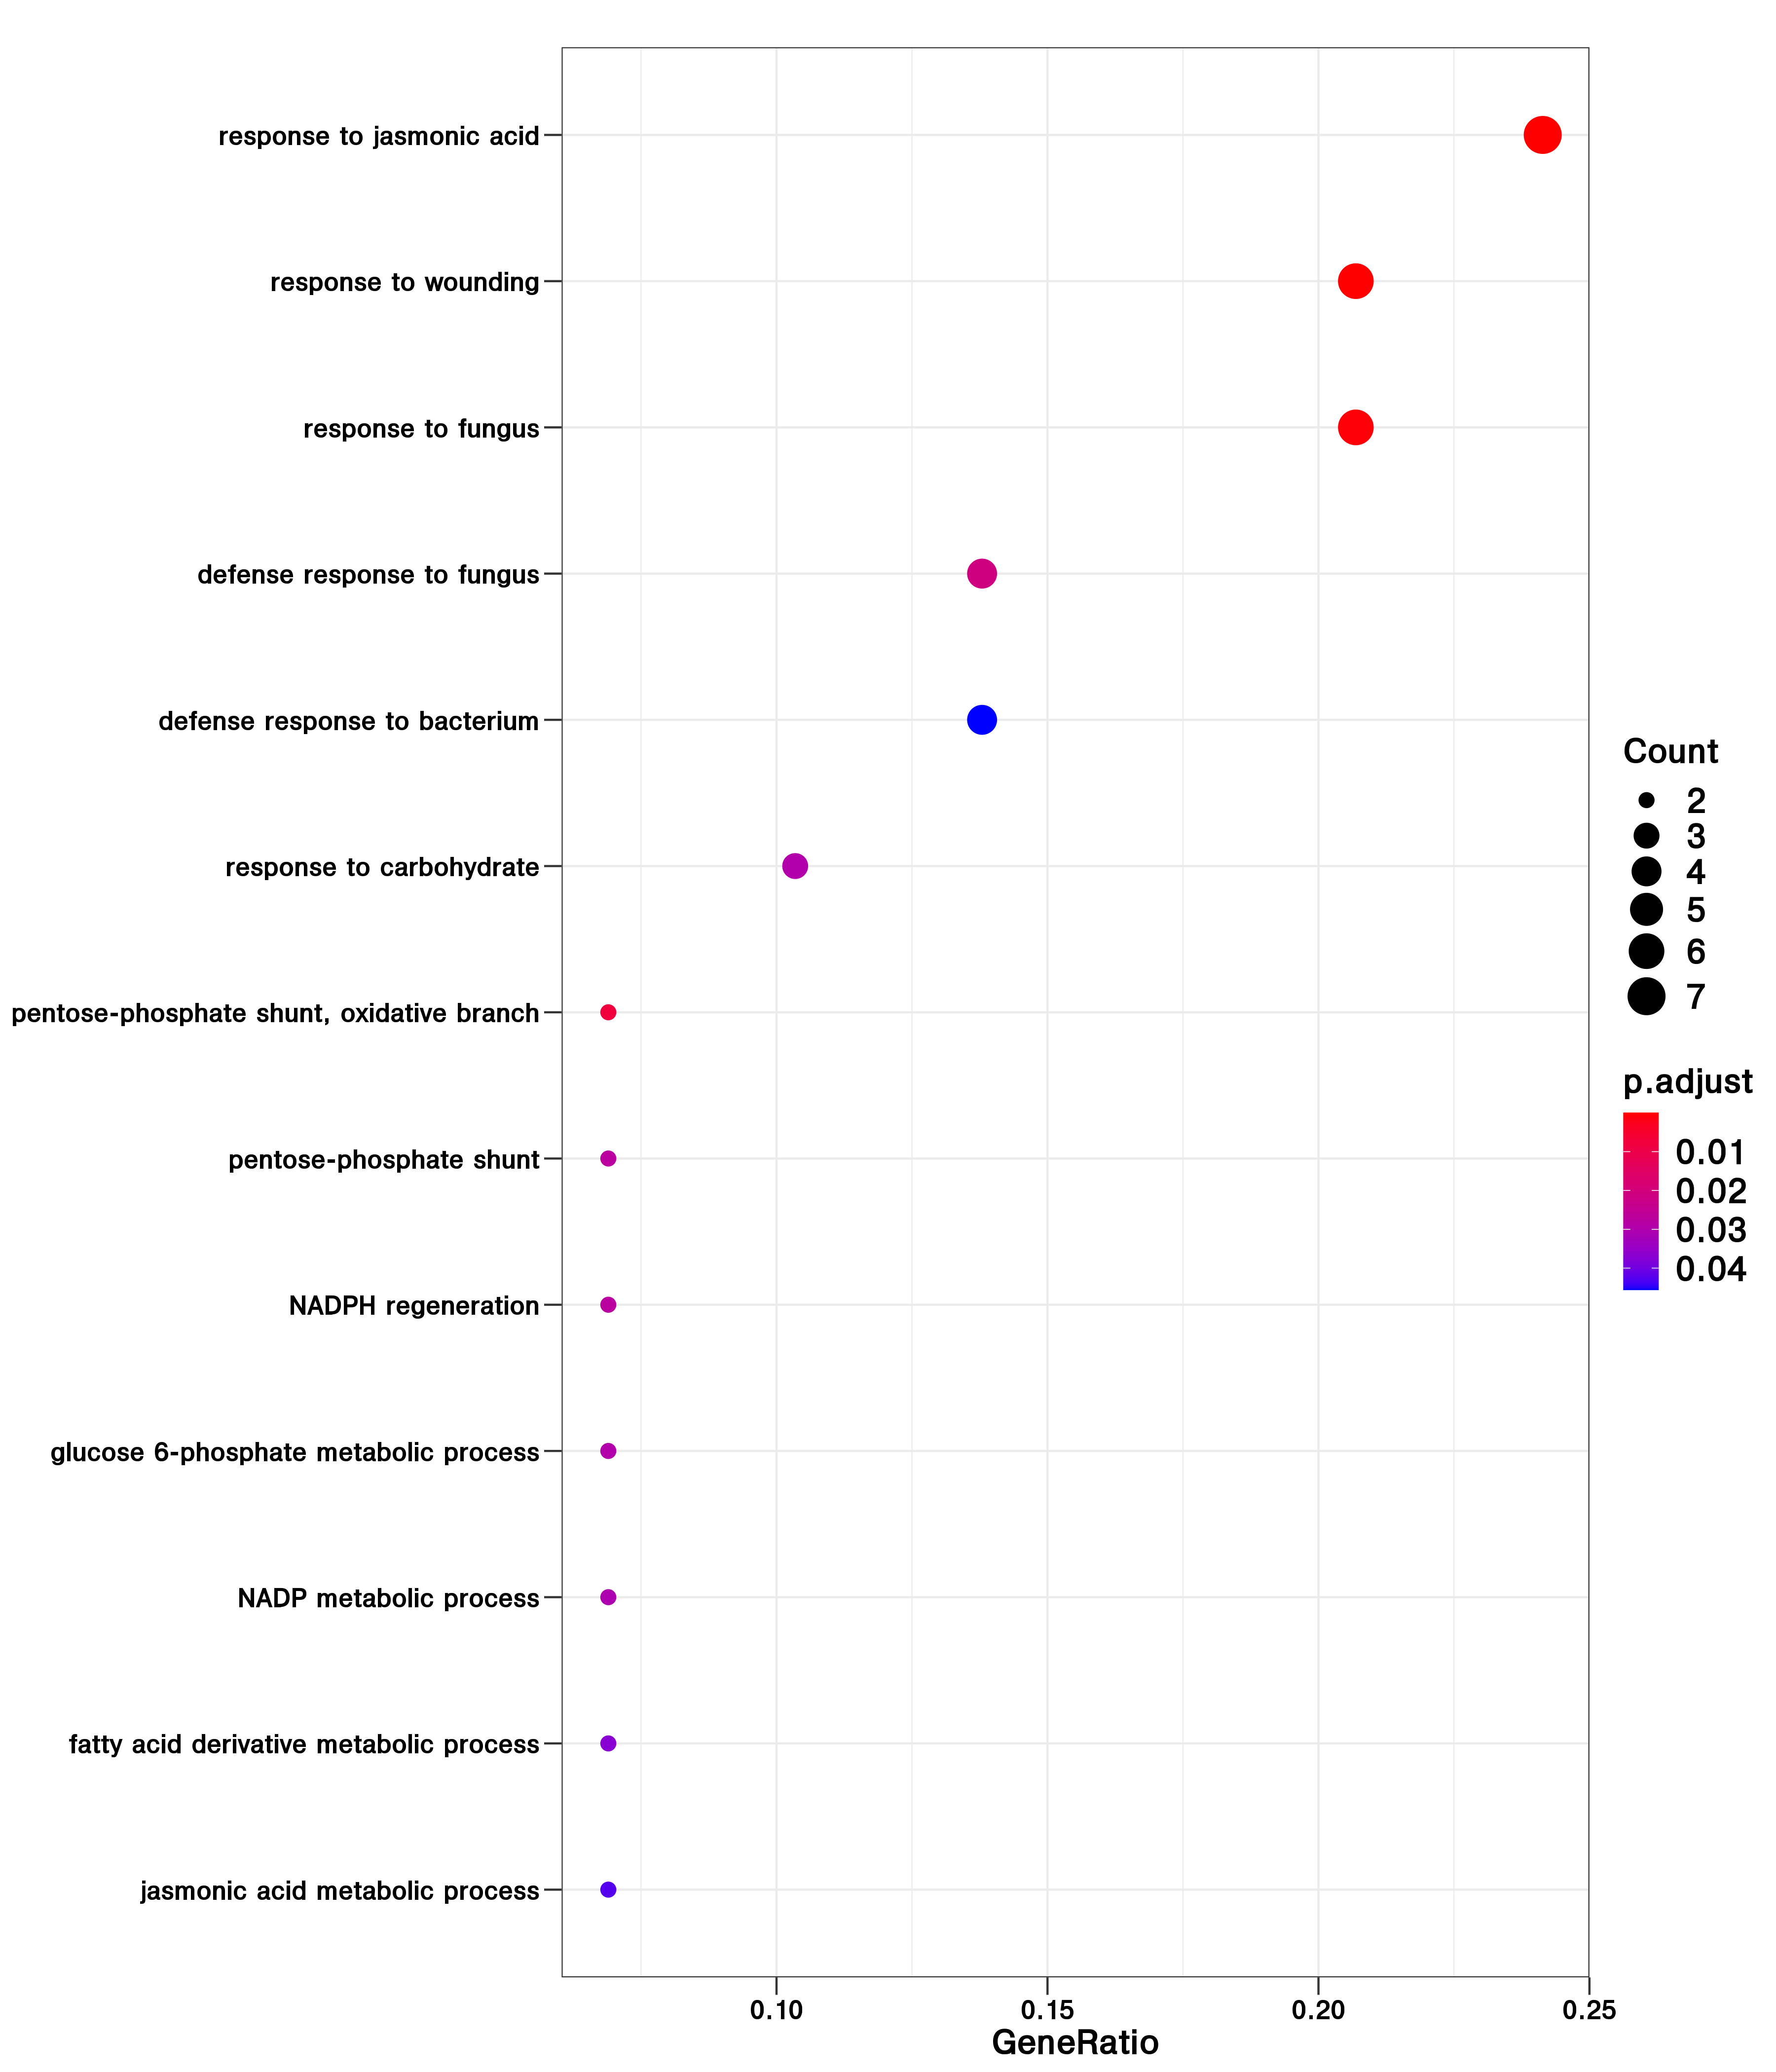 response to jasmonic acid
response to wounding
response to fungus
defense response to fungus
defense response to bacterium
response to carbohydrate
pentose-phosphate shunt, oxidative branch
pentose-phosphate shunt
NADPH regeneration
glucose 6-phosphate metabolic process
NADP metabolic process
fatty acid derivative metabolic process
jasmonic acid metabolic process
0.10 0.15 0.20 0.25
GeneRatio
Count
2
3
4
5
6
7
p.adjust
0.01
0.02
0.03
0.04